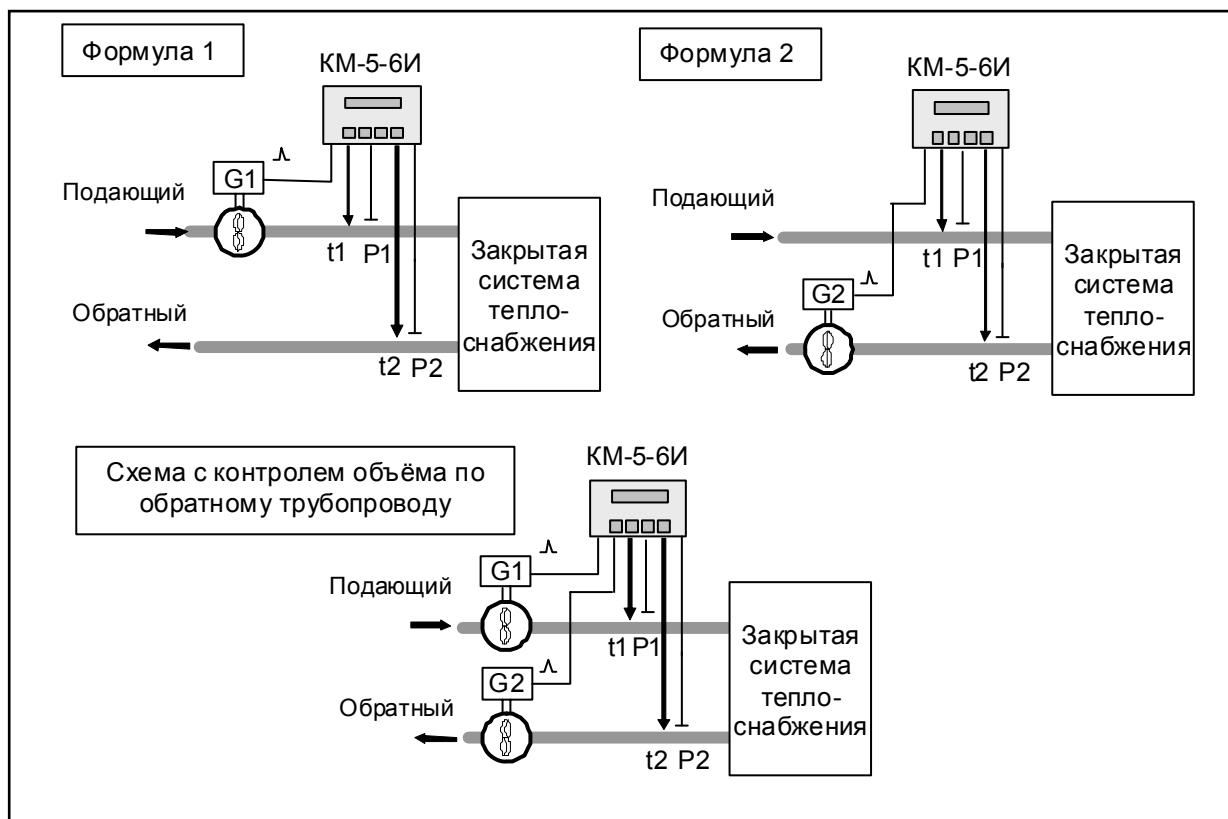 Формула 1
КМ-5-6И
G1
Подающий
t1 P1
Обратный
t2 P2
Закрытая
система
тепло-
снабжения
Формула 2
КМ-5-6И
Подающий
t1 P1
G2
Обратный
t2 P2
Закрытая
система
тепло-
снабжения
Схема с контролем объёма по
обратному трубопроводу
КМ-5-6И
G1
Подающий
t1 P1
G2
Обратный
t2 P2
Закрытая
система
тепло-
снабжения